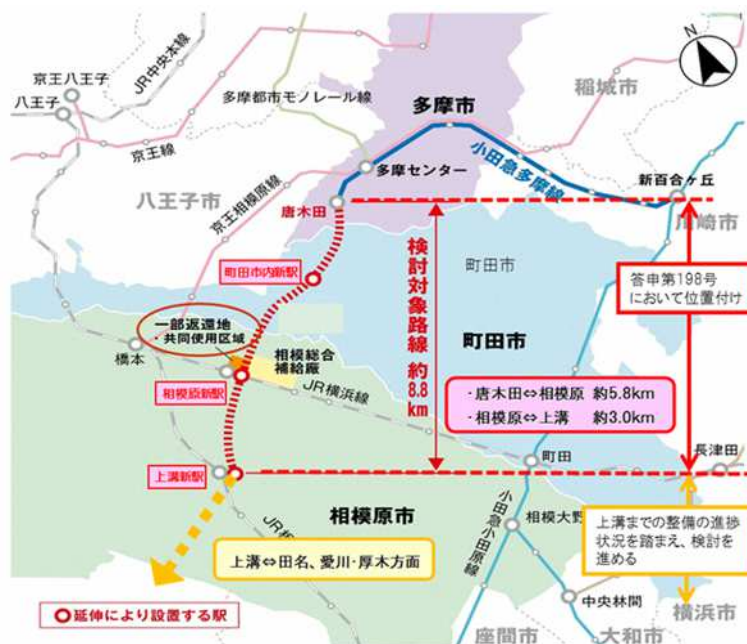 N
稲城市
京王八王子
JR中央本線
八王子
多摩都市モノレール線
多摩市
京王線
小田急多摩線
多摩センター
新百合ヶ丘
八王子市
京王相模原線
唐木田
川崎市
町田市内新駅
検討対象路線 約8.8km
町田市
答申第198号
において位置付け
一部返還地
・共同使用区域
町田市
橋本
相模総合
補給廠
相模原新駅
JR横浜線
・唐木田⇔相模原 約5.8km
・相模原⇔上溝 約3.0km
町田
長津田
上溝新駅
相模原市
小田急小田原線
相模大野
上溝までの整備の進捗
状況を踏まえ、検討を
進める
JR相
上溝⇔田名、愛川・厚木方面
中央林間
横浜市
延伸により設置する駅
座間市
大和市